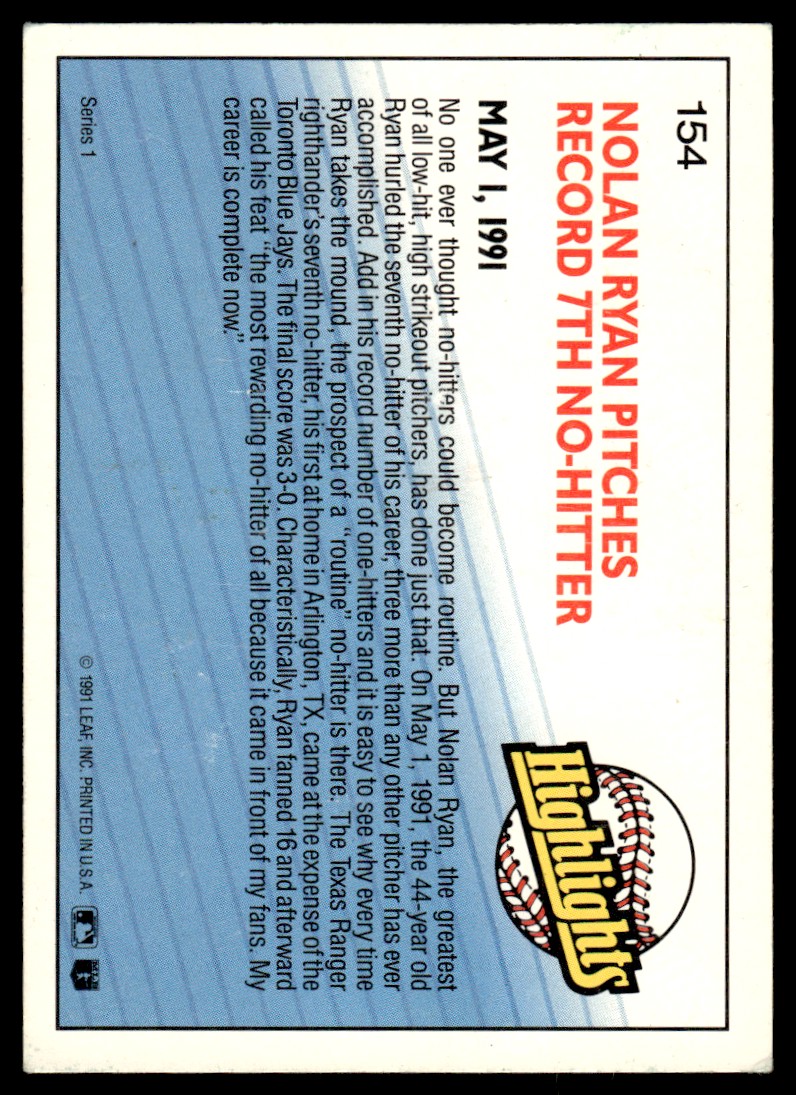 154
NOLAN RYAN PITCHES
RECORD 7TH NO-HITTER
Highlights
MAY 1, 1991
No one ever thought no-hitters could become routine. But Nolan Ryan, the greatest
of all low-hit, high strikeout pitchers, has done just that. On May 1, 1991, the 44-year old
Ryan hurled the seventh no-hitter of his career, three more than any other pitcher has ever
accomplished. Add in his record number of one-hitters and it is easy to see why every time
Ryan takes the mound, the prospect of a "routine" no-hitter is there. The Texas Ranger
righthander's seventh no-hitter, his first at home in Arlington, TX, came at the expense of the
Toronto Blue Jays. The final score was 3-0. Characteristically, Ryan fanned 16 and afterward
called his feat "the most rewarding no-hitter of all because it came in front of my fans. My
career is complete now."
Series 1
© 1991 LEAF, INC. PRINTED IN U.S.A.